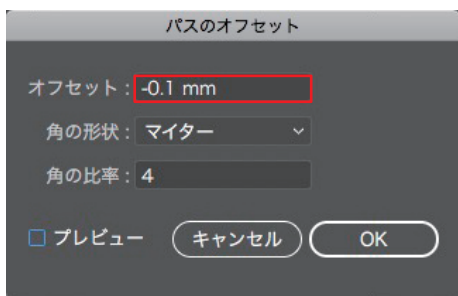 パスのオフセット
オフセット : -0.1 mm
角の形状 : マイター
角の比率 : 4
プレビュー キャンセル OK